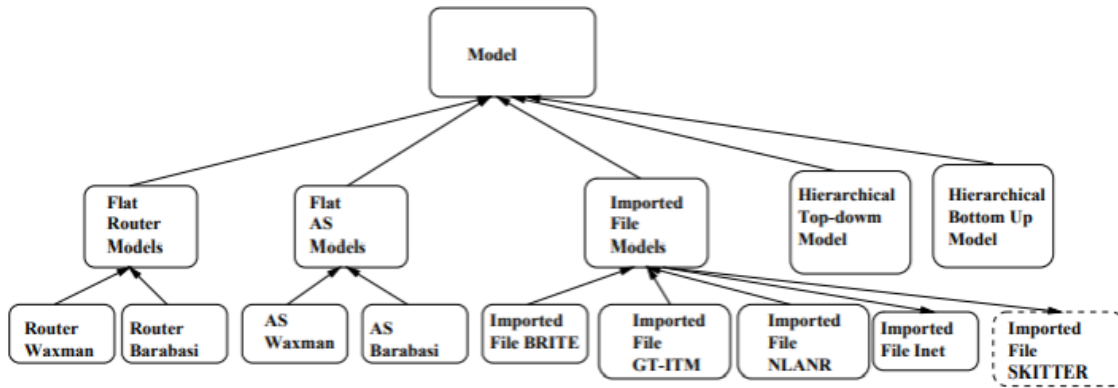 Model
Flat
Router
Models
Flat
AS
Models
Imported
File
Models
Hierarchical
Top-dowm
Model
Hierarchical
Bottom Up
Model
Router
Waxman
Router
Barabasi
AS
Waxman
AS
Barabasi
Imported
File BRITE
Imported
File
GT-ITM
Imported
File
NLANR
Imported
File Inet
Imported
File
SKITTER